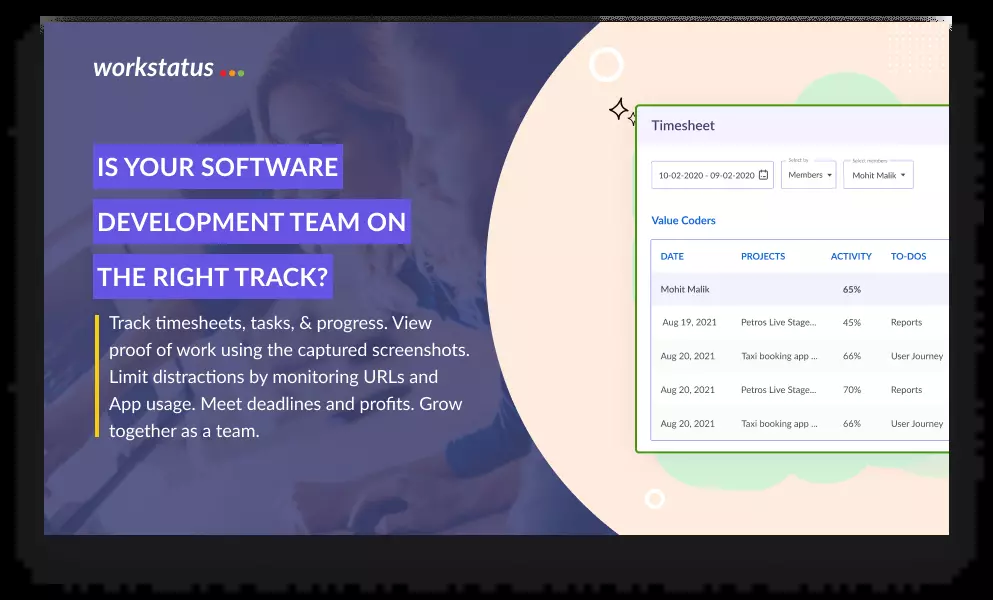 workstatus
IS YOUR SOFTWARE
DEVELOPMENT TEAM ON
THE RIGHT TRACK?
Track timesheets, tasks, & progress. View
proof of work using the captured screenshots.
Limit distractions by monitoring URLs and
App usage. Meet deadlines and profits. Grow
together as a team.
Timesheet
Select by Select members
10-02-2020 - 09-02-2020 Members Mohit Malik
Value Coders
DATE PROJECTS ACTIVITY TO-DOS
Mohit Malik 65%
Aug 19, 2021 Petros Live Stage... 45% Reports
Aug 20, 2021 Taxi booking app ... 66% User Journey
Aug 20, 2021 Petros Live Stage... 70% Reports
Aug 20, 2021 Taxi booking app ... 66% User Journey